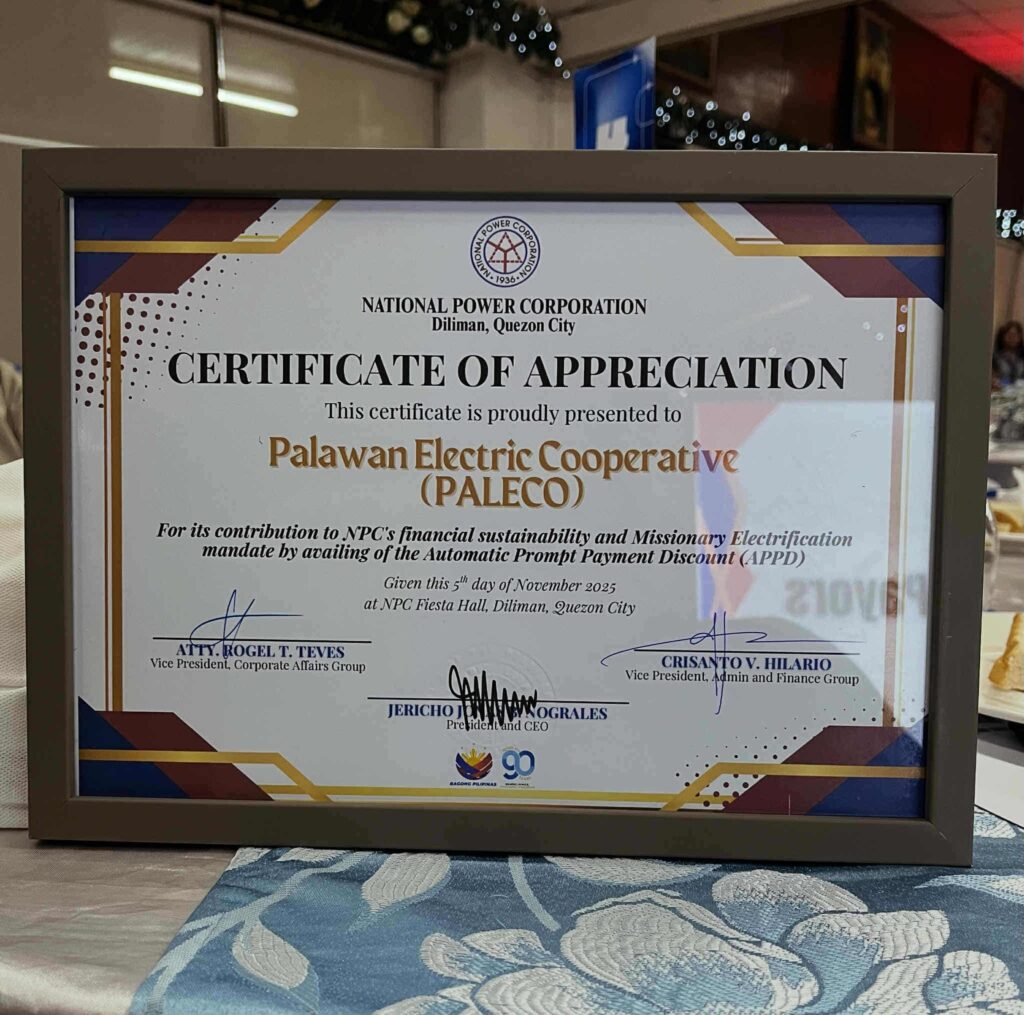 NATIONAL POWER CORPORATION
1936
NATIONAL POWER CORPORATION
Diliman, Quezon City
CERTIFICATE OF APPRECIATION
This certificate is proudly presented to
Palawan Electric Cooperative
(PALECO)
For its contribution to NPC's financial sustainability and Missionary Electrification
mandate by availing of the Automatic Prompt Payment Discount (APPD)
Given this 5th day of November 2025
at NPC Fiesta Hall, Diliman, Quezon City
Payors
ATTY. ROGEL T. TEVES
Vice President, Corporate Affairs Group
CRISANTO V. HILARIO
Vice President, Admin and Finance Group
JERICHO NOGRALES
President and CEO
BAGONG PILIPINAS
90